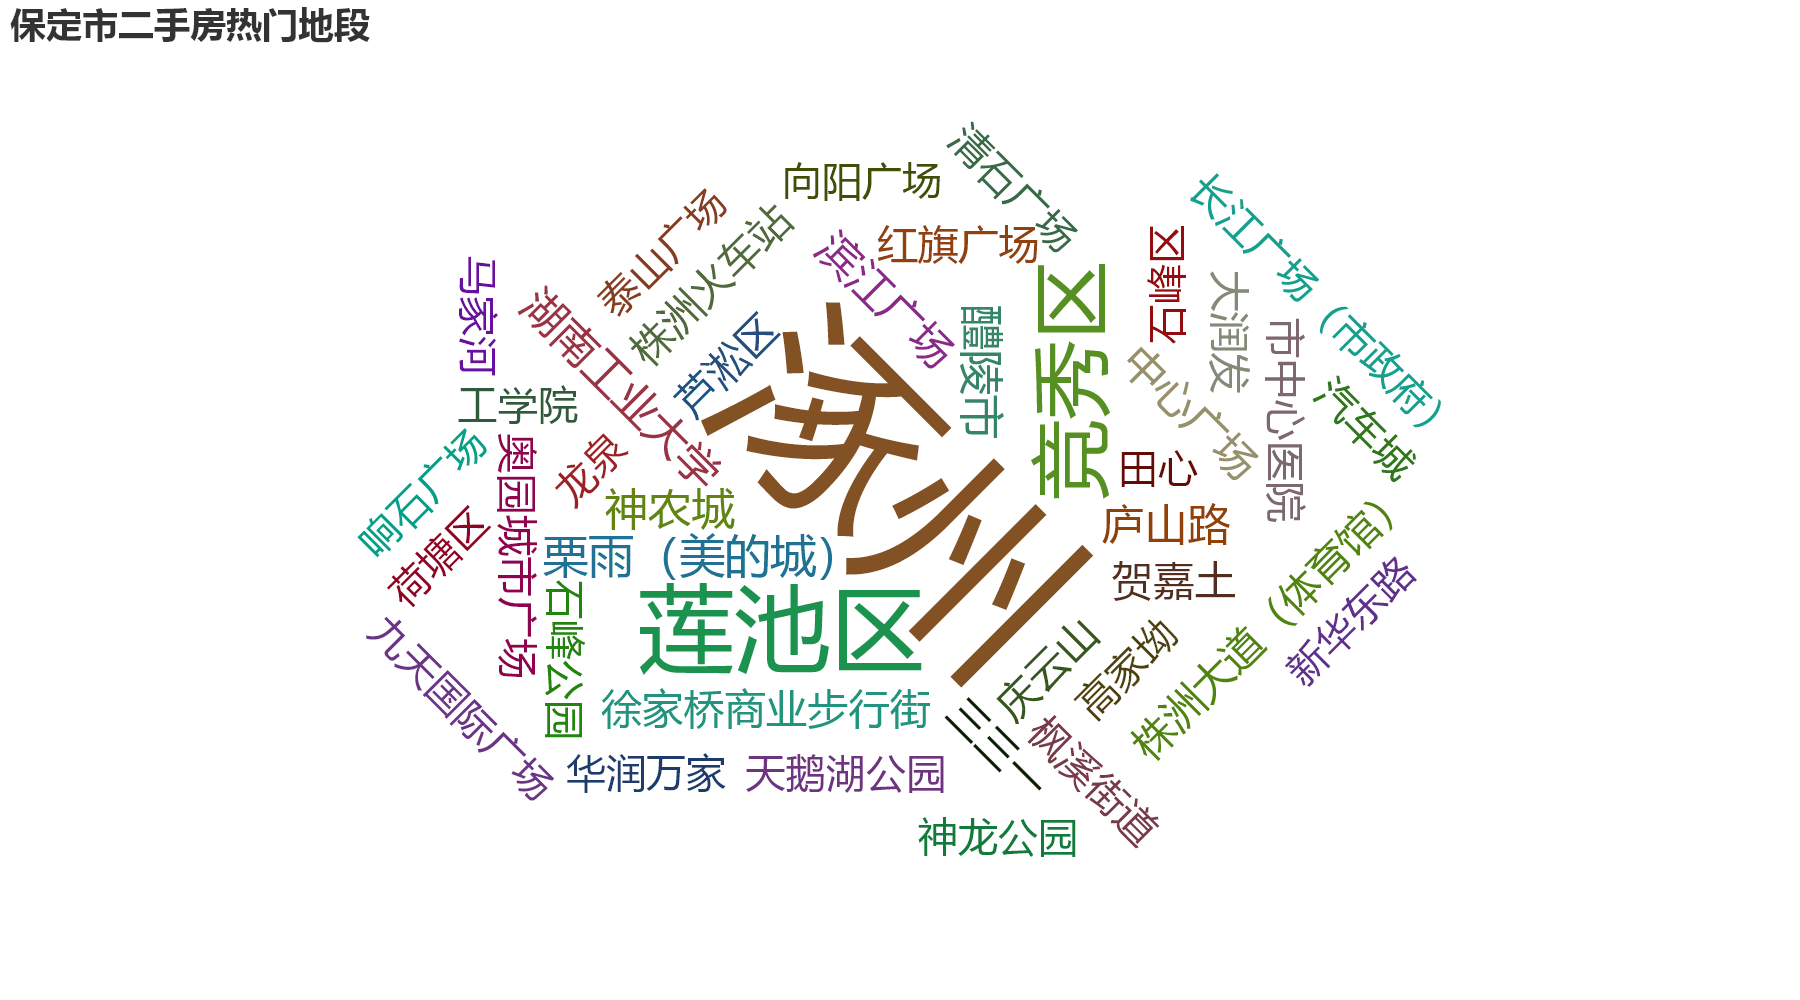 保定市二手房热门地段
清石广场
向阳广场
长江广场（市政府）
泰山广场
株洲火车站
滨江广场
红旗广场
石峰区
马家河
湖南工业大学
芦淞区
涿州
醴陵市
竞秀区
大润发
市中心医院
中心广场
汽车城
工学院
响石广场
奥园城市广场
龙泉
神农城
田心
庐山路
荷塘区
栗雨（美的城）
贺嘉土
株洲大道（体育馆）
新华东路
石峰公园
莲池区
九天国际广场
徐家桥商业步行街
庆云山
高家坳
三三一
枫溪街道
华润万家
天鹅湖公园
神龙公园